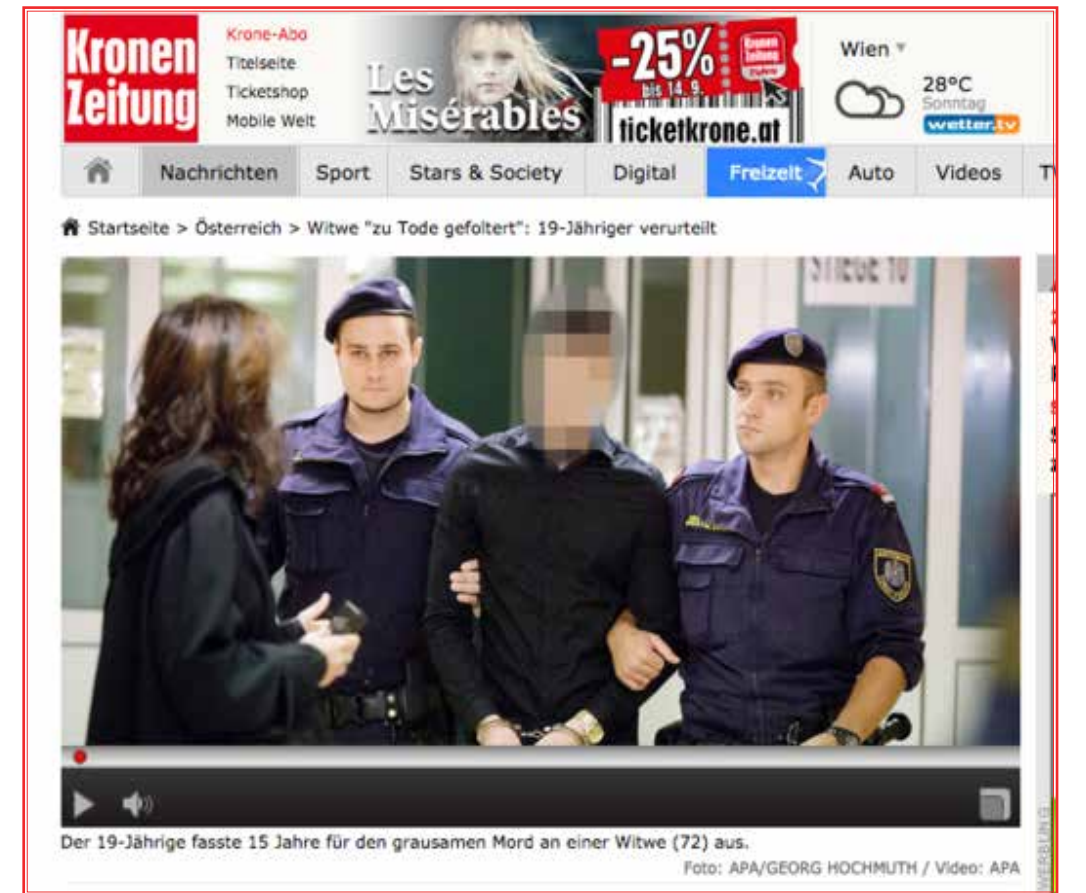 Kronen
Zeitung
Krone-Abo
Titelseite
Ticketshop
Mobile Welt
Les
Misérables
-25%
bis 14. 9.
Kronen
Zeitung
ticketkrone.at
Wien
28°C
Sonntag
wetter.tv
Nachrichten Sport Stars & Society Digital Freizeit Auto Videos
Startseite > Österreich > Witwe "zu Tode gefoltert": 19-Jähriger verurteilt
STIEGE 10
Der 19-Jährige fasste 15 Jahre für den grausamen Mord an einer Witwe (72) aus.
Foto: APA/GEORG HOCHMUTH / Video: APA
WERBUNG